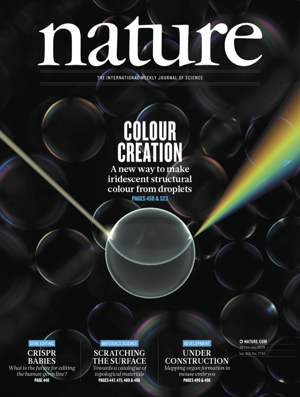 nature
THE INTERNATIONAL WEEKLY JOURNAL OF SCIENCE
COLOUR
CREATION
A new way to make
iridescent structural
colour from droplets
PAGES 458 & 523
GENE EDITING
CRISPR
BABIES
What is the future for editing
the human germ line?
PAGE 440
MATERIALS SCIENCE
SCRATCHING
THE SURFACE
Towards a catalogue of
topological materials
PAGES 447, 475, 480 & 486
DEVELOPMENT
UNDER
CONSTRUCTION
Mapping organ formation in
mouse embryos
PAGES 490 & 496
NATURE.COM